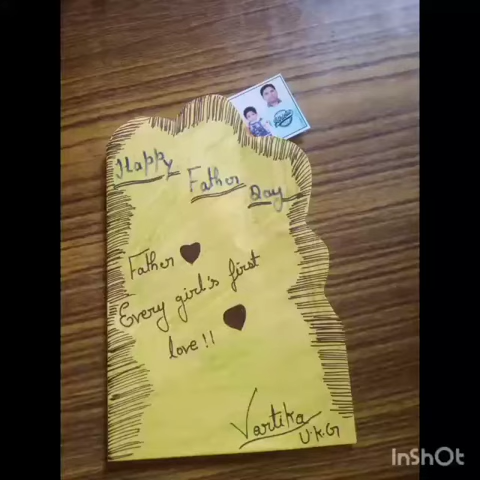 Happy Father Day
Father
Every girl's first
love!!
Vartika
U.K.G
InShOt